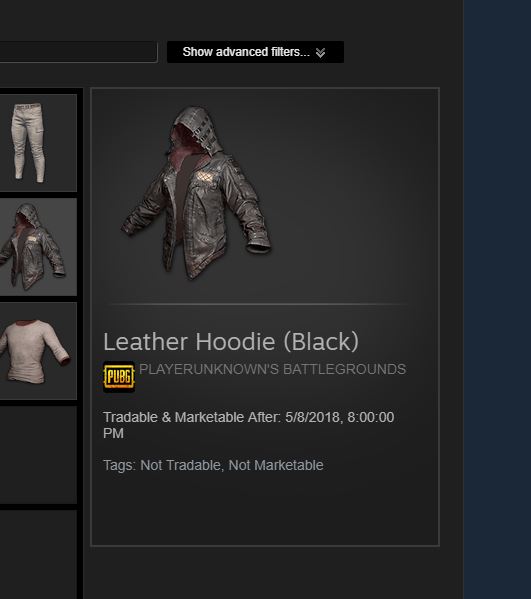 Show advanced filters...
Leather Hoodie (Black)
PUBG
PLAYERUNKNOWN'S BATTLEGROUNDS
Tradable & Marketable After: 5/8/2018, 8:00:00
PM
Tags: Not Tradable, Not Marketable